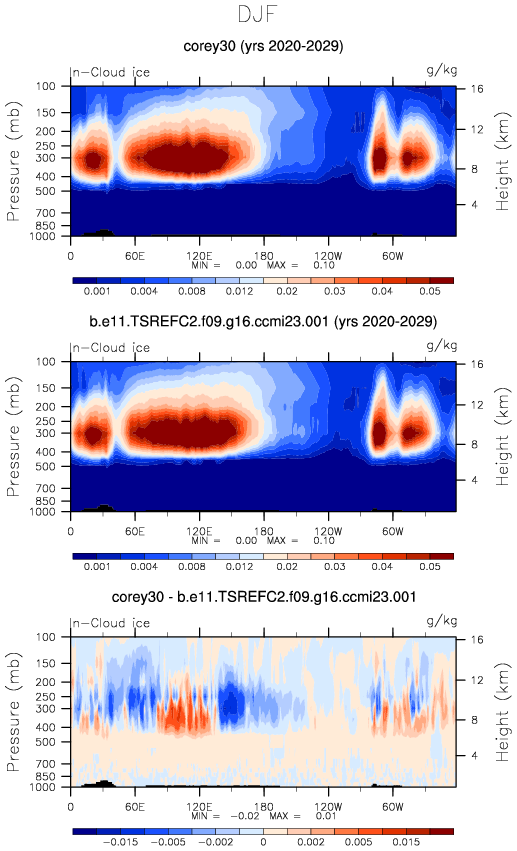 DJF
corey30 (yrs 2020-2029)
n-Cloud ice g/kg
Pressure (mb)
100
150
200
250
300
400
500
700
850
1000
16
12
8
4
Height (km)
0 60E 120E 180 120W 60W
MIN = 0.00 MAX = 0.10
0.001 0.004 0.008 0.012 0.02 0.03 0.04 0.05
b.e11.TSREFC2.f09.g16.ccmi23.001 (yrs 2020-2029)
n-Cloud ice g/kg
Pressure (mb)
100
150
200
250
300
400
500
700
850
1000
16
12
8
4
Height (km)
0 60E 120E 180 120W 60W
MIN = 0.00 MAX = 0.10
0.001 0.004 0.008 0.012 0.02 0.03 0.04 0.05
corey30 - b.e11.TSREFC2.f09.g16.ccmi23.001
n-Cloud ice g/kg
Pressure (mb)
100
150
200
250
300
400
500
700
850
1000
16
12
8
4
Height (km)
0 60E 120E 180 120W 60W
MIN = -0.02 MAX = 0.01
-0.015 -0.005 -0.002 0 0.002 0.005 0.015